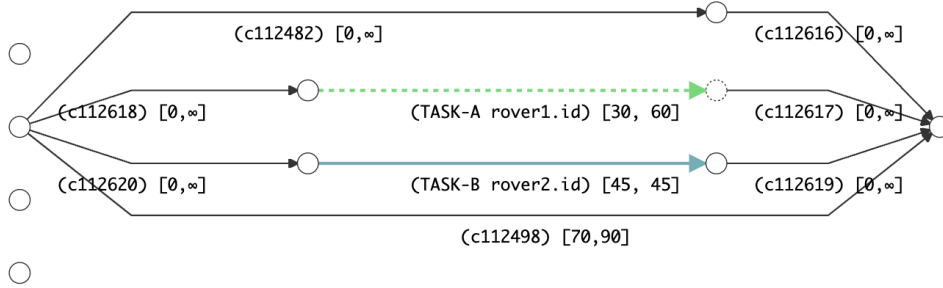 (c112482) [0,∞]
(c112616) [0,∞]
(c112618) [0,∞]
(TASK-A rover1.id) [30, 60]
(c112617) [0,∞]
(c112620) [0,∞]
(TASK-B rover2.id) [45, 45]
(c112619) [0,∞]
(c112498) [70,90]